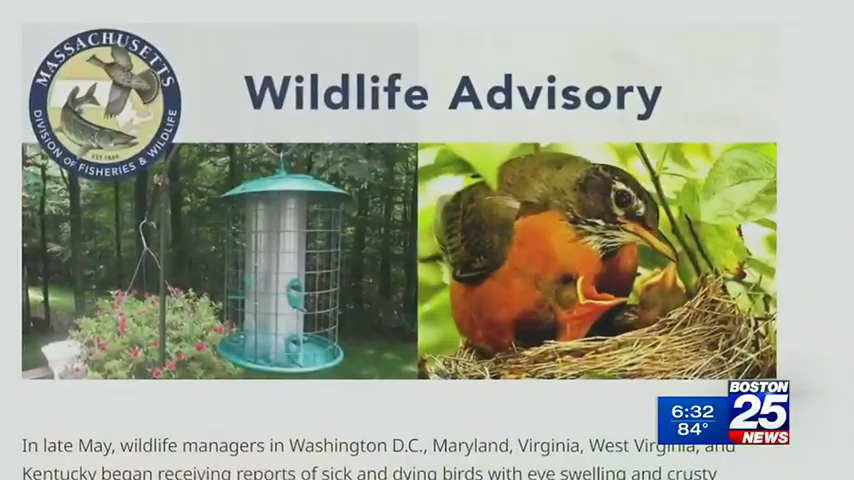 MASSACHUSETTS
DIVISION OF FISHERIES & WILDLIFE
Wildlife Advisory
In late May, wildlife managers in Washington D.C., Maryland, Virginia, West Virginia, and
Kentucky began receiving reports of sick and dying birds with eye swelling and crusty
6:32
84°
BOSTON
25
NEWS